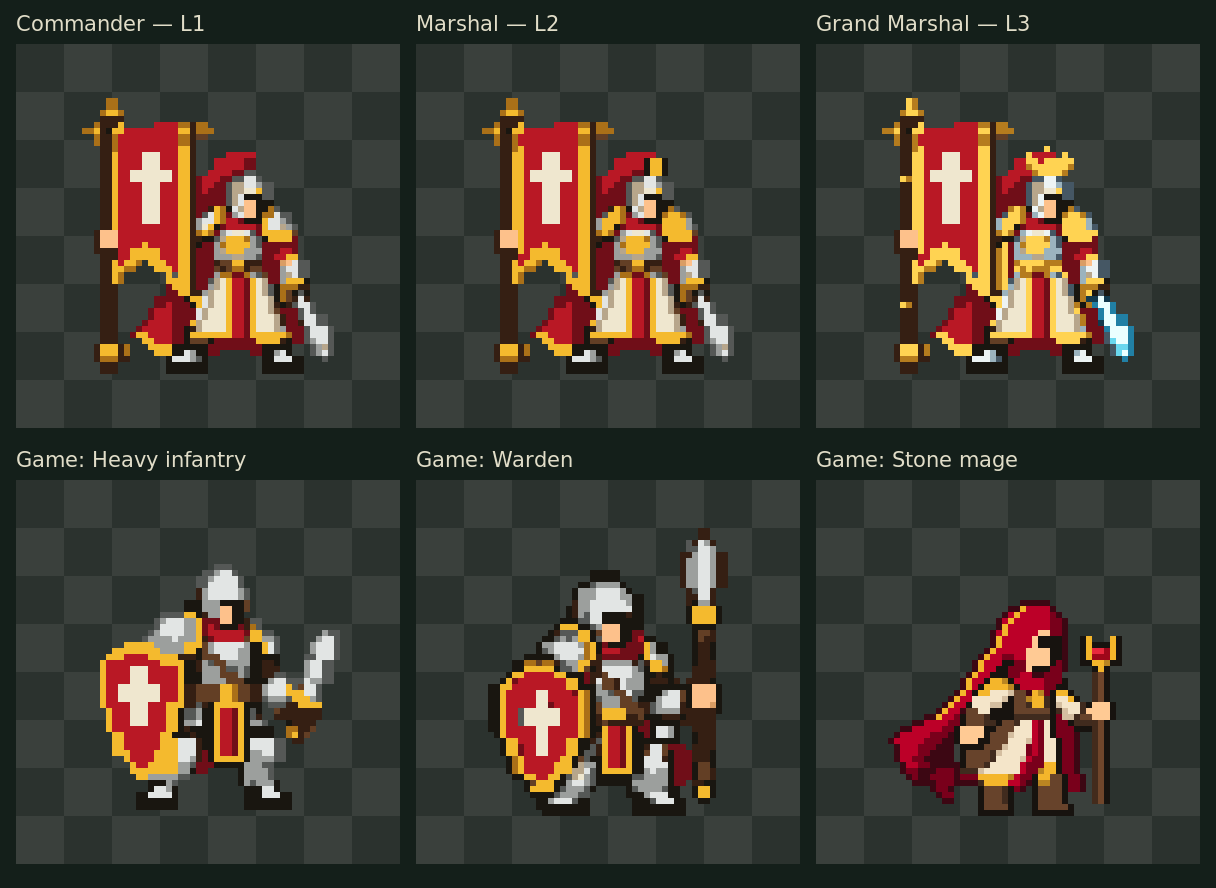 Commander — L1
Marshal — L2
Grand Marshal — L3
Game: Heavy infantry
Game: Warden
Game: Stone mage